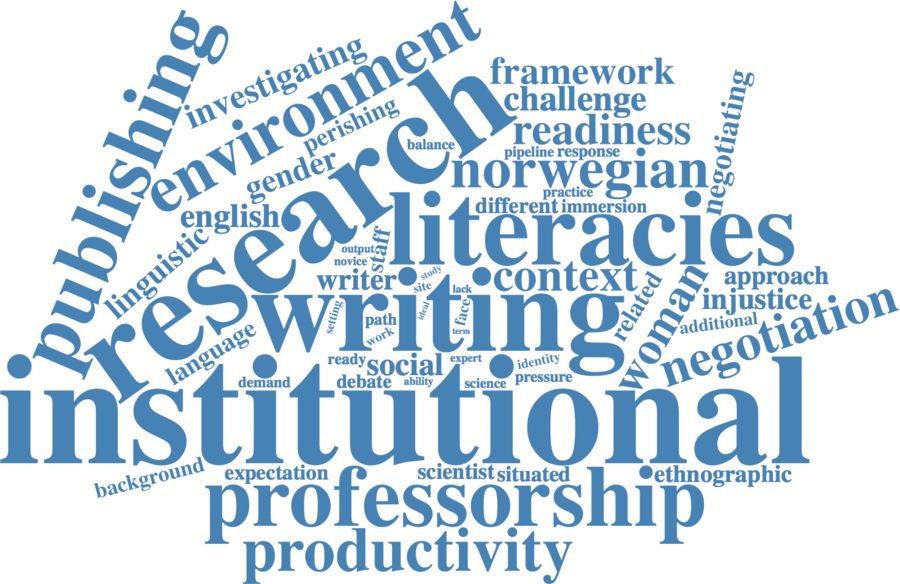 publishing
investigating
environment
perishing
gender
research
balance
framework
challenge
readiness
pipeline response
norwegian
practice
negotiating
english
linguistic
different immersion
literacies
output
novice
staff
study
site
lack
writer
context
writing
setting
path
work
ideal
face
term
related
woman
approach
injustice
additional
negotiation
language
ready
social
expert
identity
demand
debate
ability
science
pressure
institutional
background
expectation
scientist situated
ethnographic
professorship
productivity